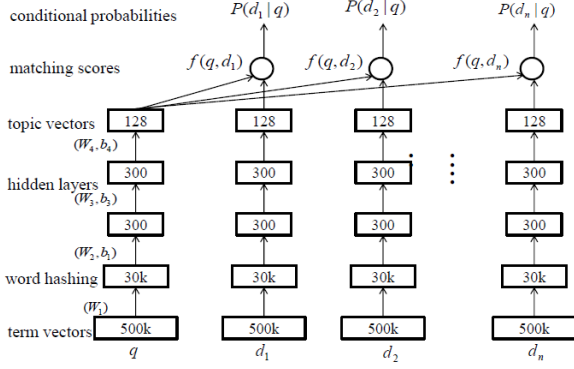 conditional probabilities P(d₁|q) P(d₂|q) P(dₙ|q)
matching scores f(q,d₁) f(q,d₂) f(q,dₙ)
topic vectors 128 128 128 128
(W₄,b₄)
hidden layers 300 300 300 300
(W₃,b₃)
300 300 300 300
(W₂,b₁)
word hashing 30k 30k 30k 30k
(W₁)
term vectors 500k 500k 500k 500k
q d₁ d₂ dₙ